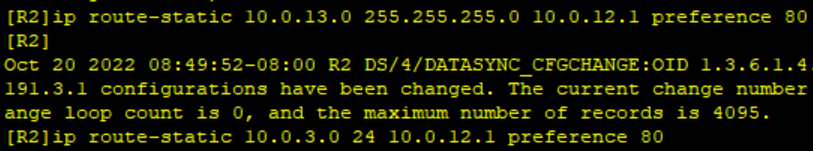 [R2]ip route-static 10.0.13.0 255.255.255.0 10.0.12.1 preference 80
[R2]
Oct 20 2022 08:49:52-08:00 R2 DS/4/DATASYNC_CFGCHANGE:OID 1.3.6.1.4.
191.3.1 configurations have been changed. The current change number
ange loop count is 0, and the maximum number of records is 4095.
[R2]ip route-static 10.0.3.0 24 10.0.12.1 preference 80